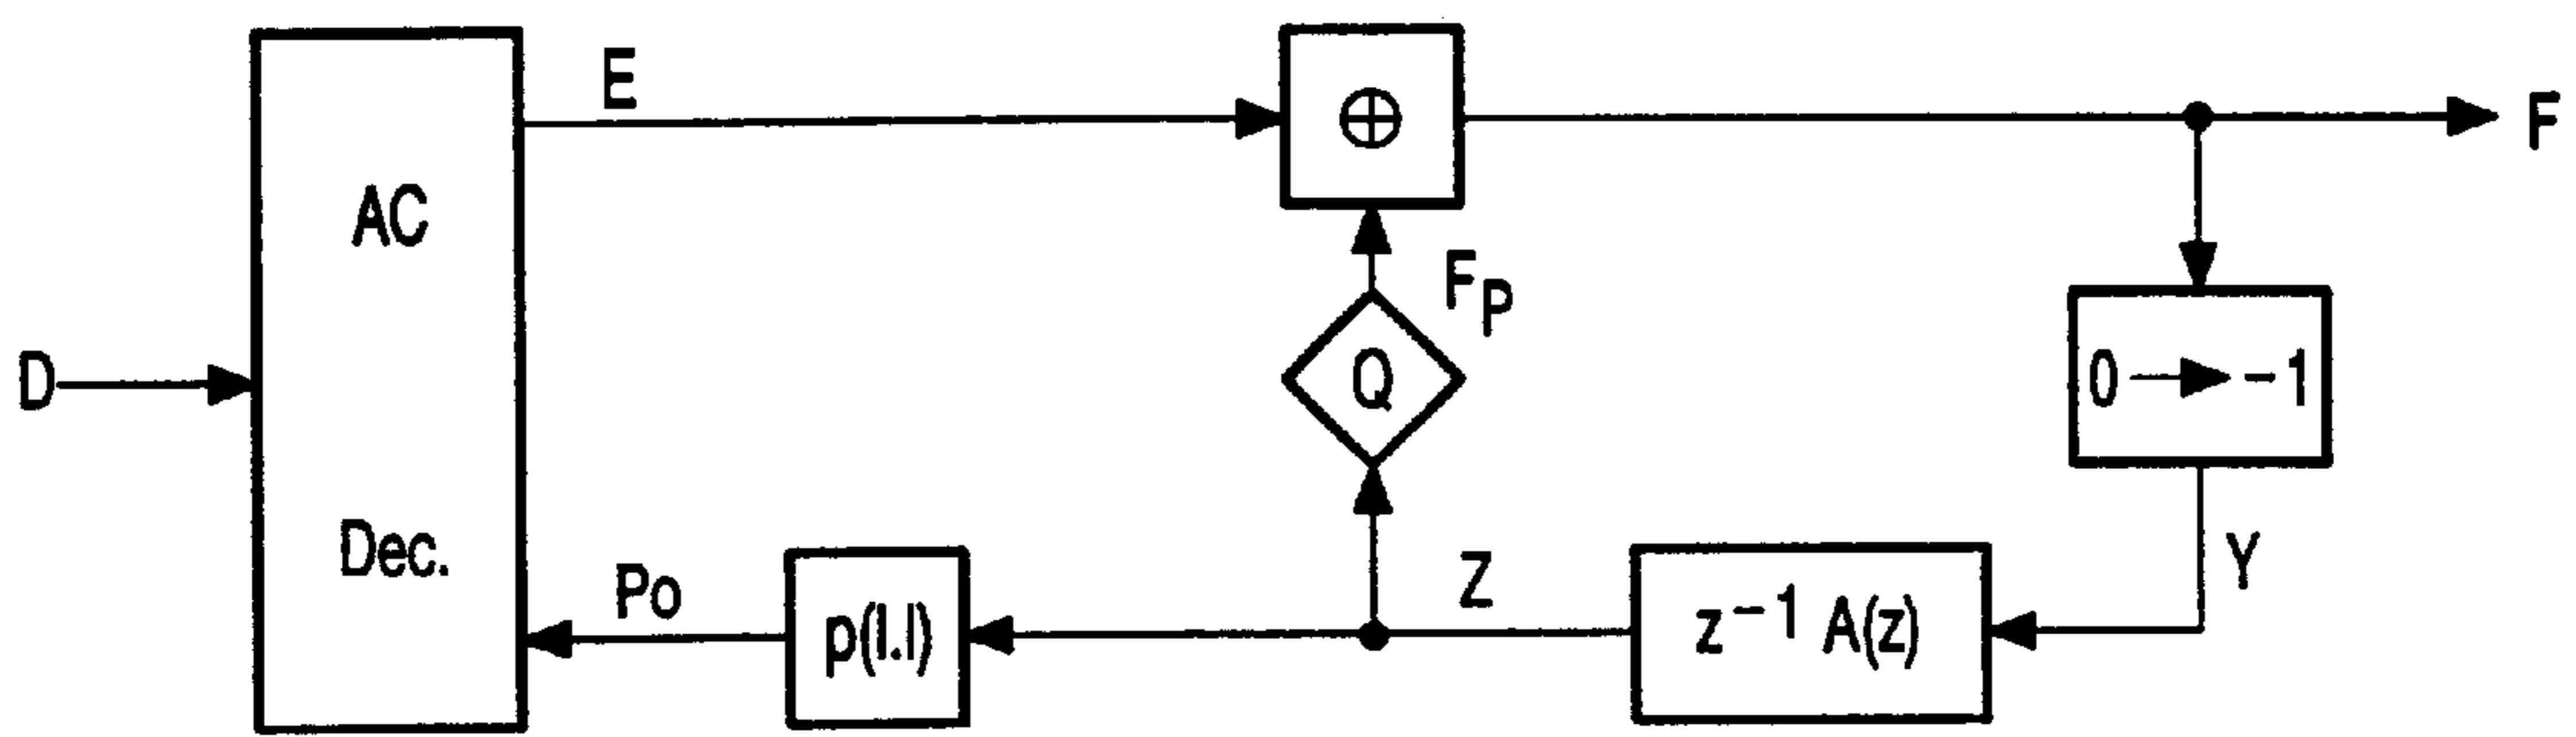 E
F
AC
F_P
D
Q
0 → -1
Dec.
Po
p(|.|)
Z
z⁻¹ A(z)
Y